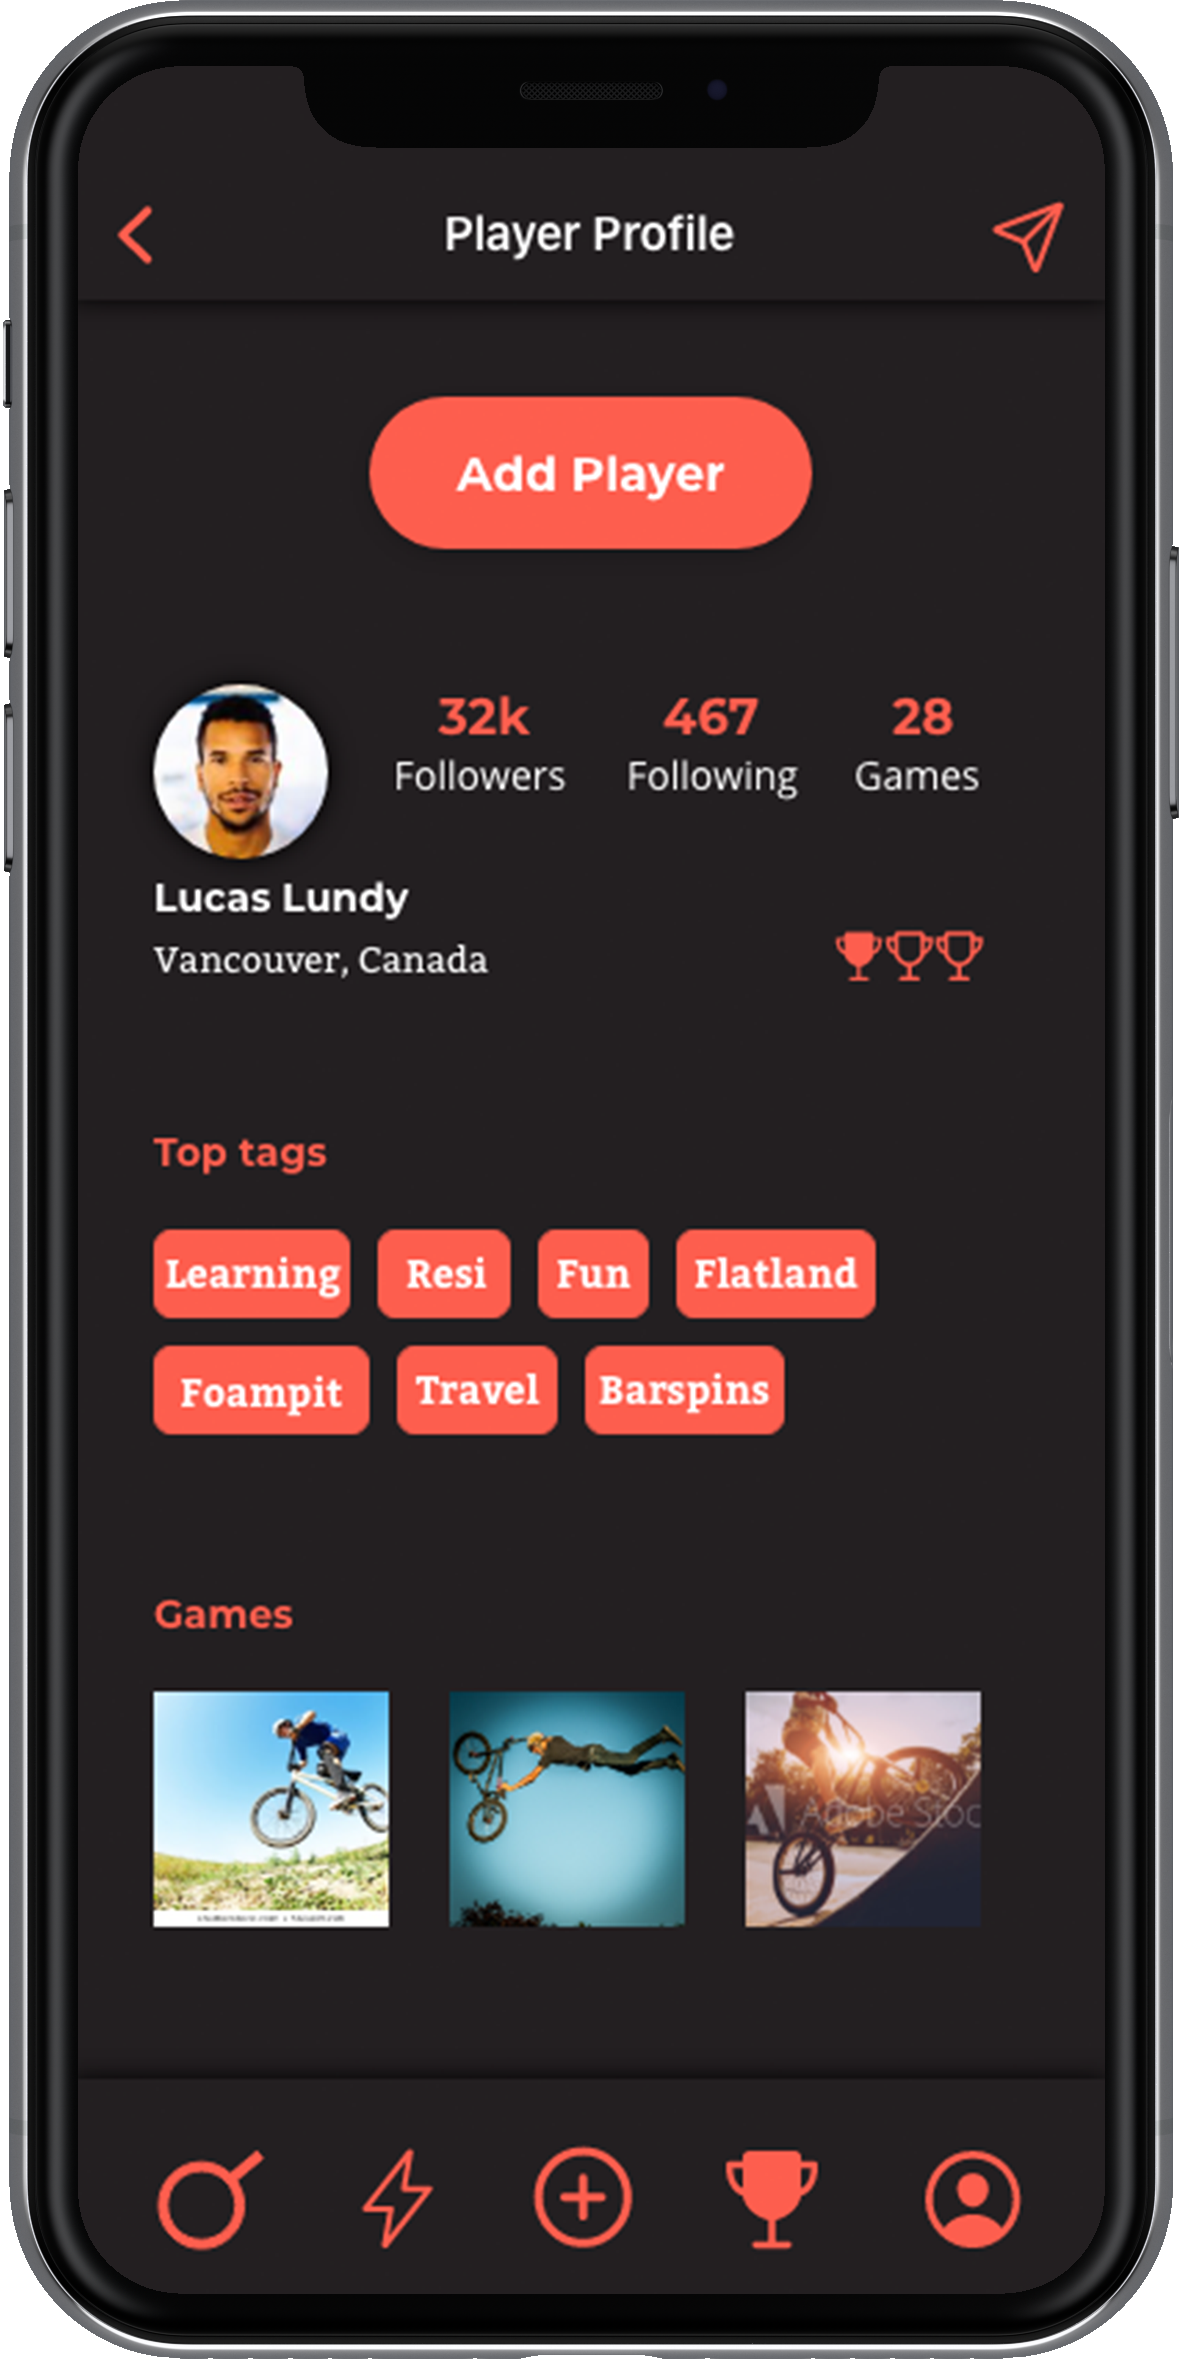 Player Profile
Add Player
32k 467 28
Followers Following Games
Lucas Lundy
Vancouver, Canada
Top tags
Learning Resi Fun Flatland
Foampit Travel Barspins
Games
Adobe Stoc